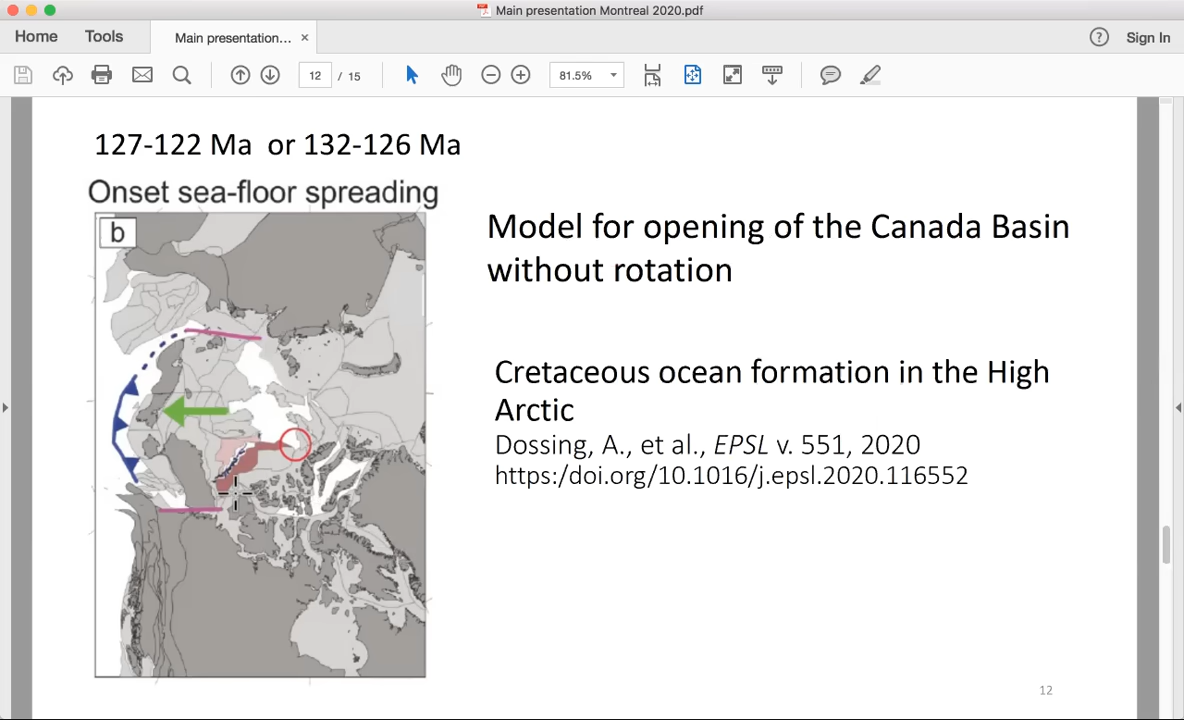 Main presentation Montreal 2020.pdf
Home Tools Main presentation... × ? Sign In
12 / 15 81.5%
127-122 Ma or 132-126 Ma
Onset sea-floor spreading
b
Model for opening of the Canada Basin
without rotation
Cretaceous ocean formation in the High
Arctic
Dossing, A., et al., EPSL v. 551, 2020
https:/doi.org/10.1016/j.epsl.2020.116552
12